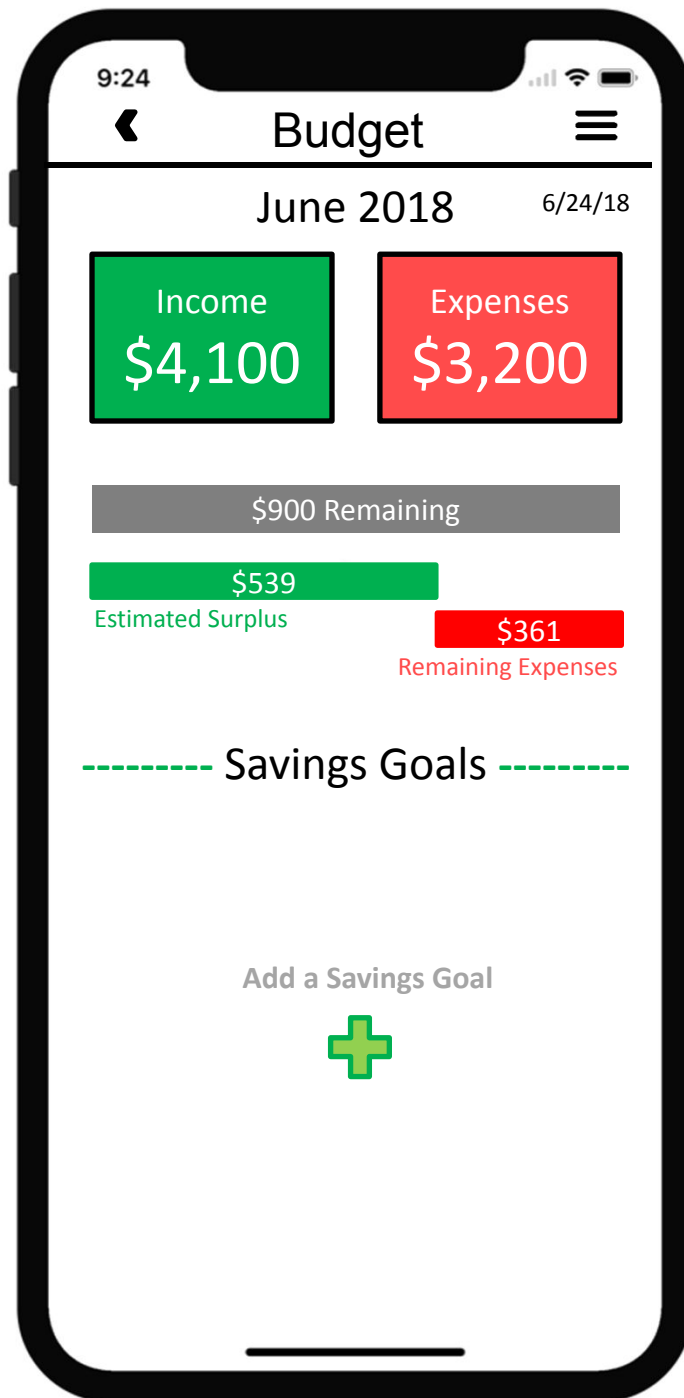 9:24
Budget
June 2018
6/24/18
Income
$4,100
Expenses
$3,200
$900 Remaining
$539
Estimated Surplus
$361
Remaining Expenses
--------- Savings Goals ---------
Add a Savings Goal